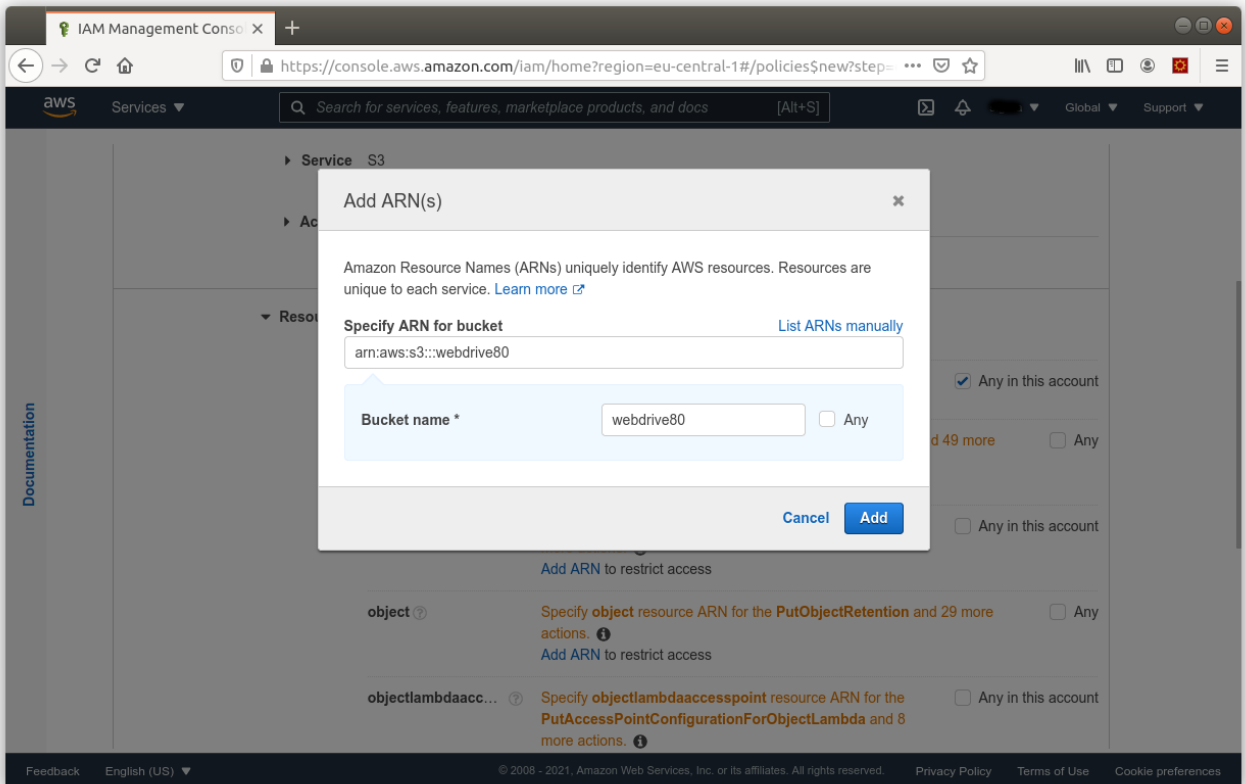 IAM Management Conso
https://console.aws.amazon.com/iam/home?region=eu-central-1#/policies$new?step=
aws
Services
Search for services, features, marketplace products, and docs
[Alt+S]
Global
Support
Service S3
Ac
Add ARN(s)
Amazon Resource Names (ARNs) uniquely identify AWS resources. Resources are
unique to each service. Learn more
Resou
Specify ARN for bucket
List ARNs manually
arn:aws:s3:::webdrive80
Any in this account
Bucket name *
webdrive80
Any
d 49 more
Any
Documentation
Cancel
Add
Any in this account
Add ARN to restrict access
object
Specify object resource ARN for the PutObjectRetention and 29 more
actions.
Any
Add ARN to restrict access
objectlambdaacc...
Specify objectlambdaaccesspoint resource ARN for the
PutAccessPointConfigurationForObjectLambda and 8
more actions.
Any in this account
Feedback
English (US)
© 2008 - 2021, Amazon Web Services, Inc. or its affiliates. All rights reserved.
Privacy Policy
Terms of Use
Cookie preferences